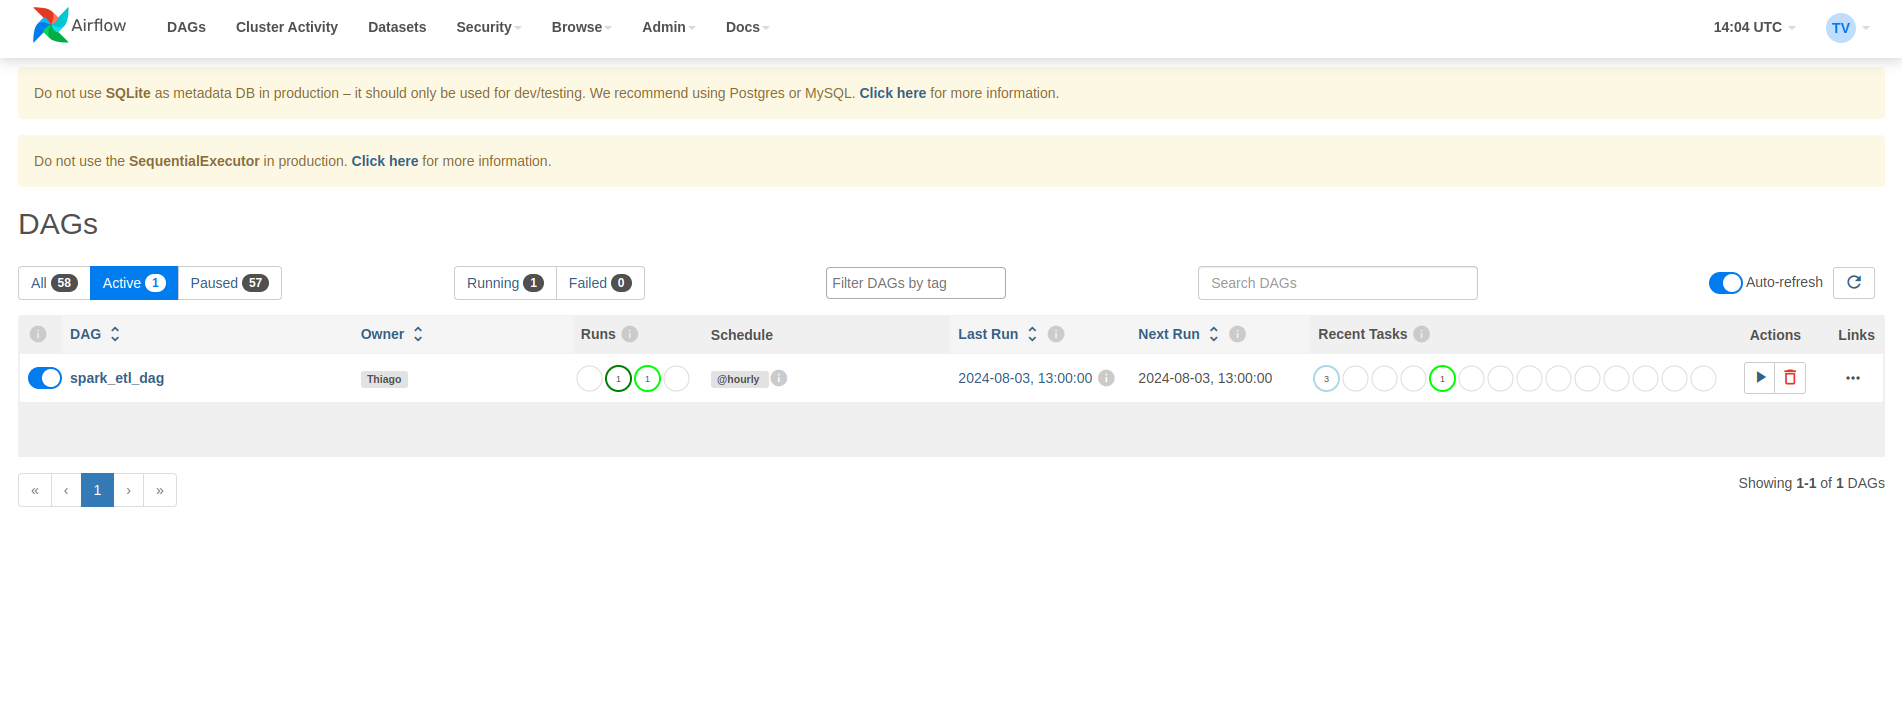 Airflow DAGs Cluster Activity Datasets Security Browse Admin Docs 14:04 UTC TV
Do not use SQLite as metadata DB in production – it should only be used for dev/testing. We recommend using Postgres or MySQL. Click here for more information.
Do not use the SequentialExecutor in production. Click here for more information.
DAGs
All 58 Active 1 Paused 57 Running 1 Failed 0 Filter DAGs by tag Search DAGs Auto-refresh
DAG Owner Runs Schedule Last Run Next Run Recent Tasks Actions Links
spark_etl_dag Thiago 1 1 @hourly 2024-08-03, 13:00:00 2024-08-03, 13:00:00 3 1
« ‹ 1 › » Showing 1-1 of 1 DAGs